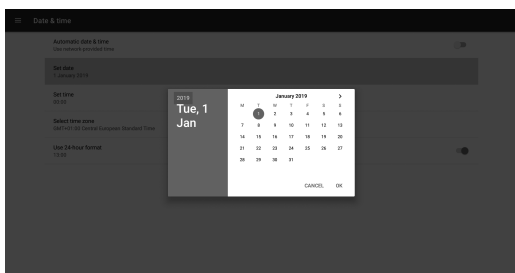 Date & time
Automatic date & time
Use network-provided time
Set date
1 January 2019
Set time
Select time zone
GMT+01:00 Central European Standard Time
Use 24-hour format
13:00
2019
Tue, 1
Jan
January 2019
M T W T F S S
1 2 3 4 5 6
7 8 9 10 11 12 13
14 15 16 17 18 19 20
21 22 23 24 25 26 27
28 29 30 31
CANCEL OK